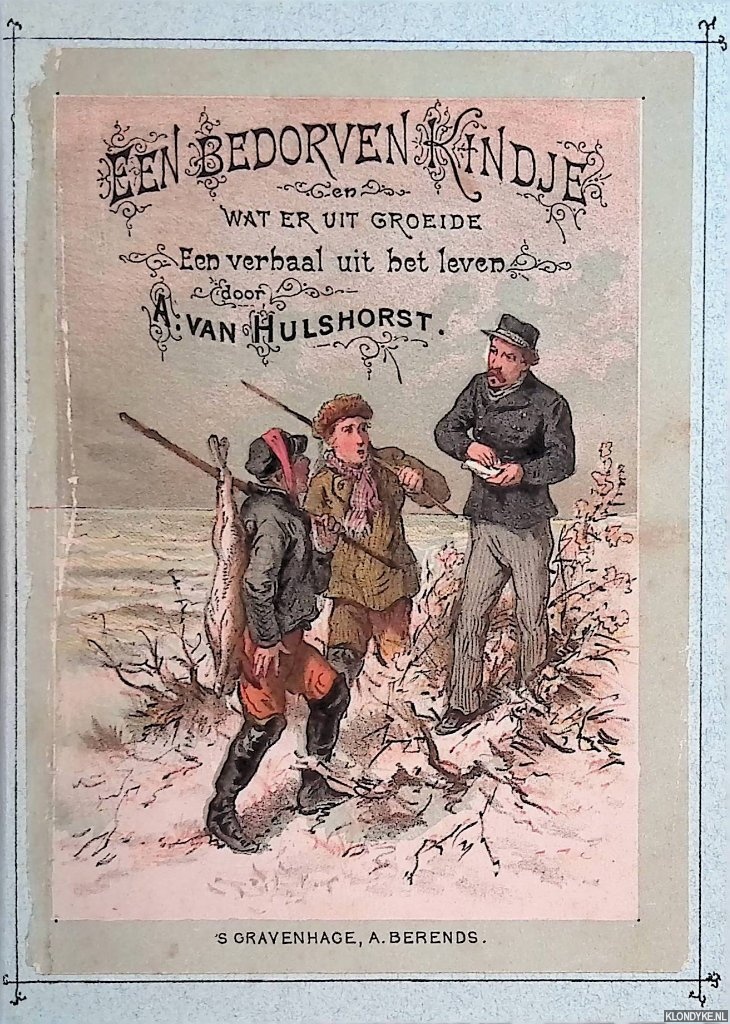 EEN BEDORVEN KINDJE
en
WAT ER UIT GROEIDE
Een verhaal uit het leven
door
A. VAN HULSHORST.
'S GRAVENHAGE, A. BERENDS.
KLONDYKE.NL